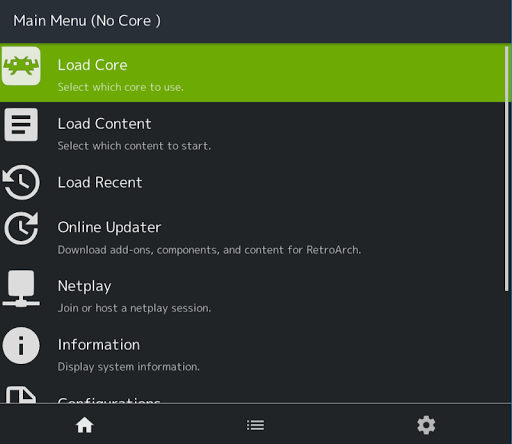 Main Menu (No Core )
Load Core
Select which core to use.
Load Content
Select which content to start.
Load Recent
Online Updater
Download add-ons, components, and content for RetroArch.
Netplay
Join or host a netplay session.
Information
Display system information.
Configurations